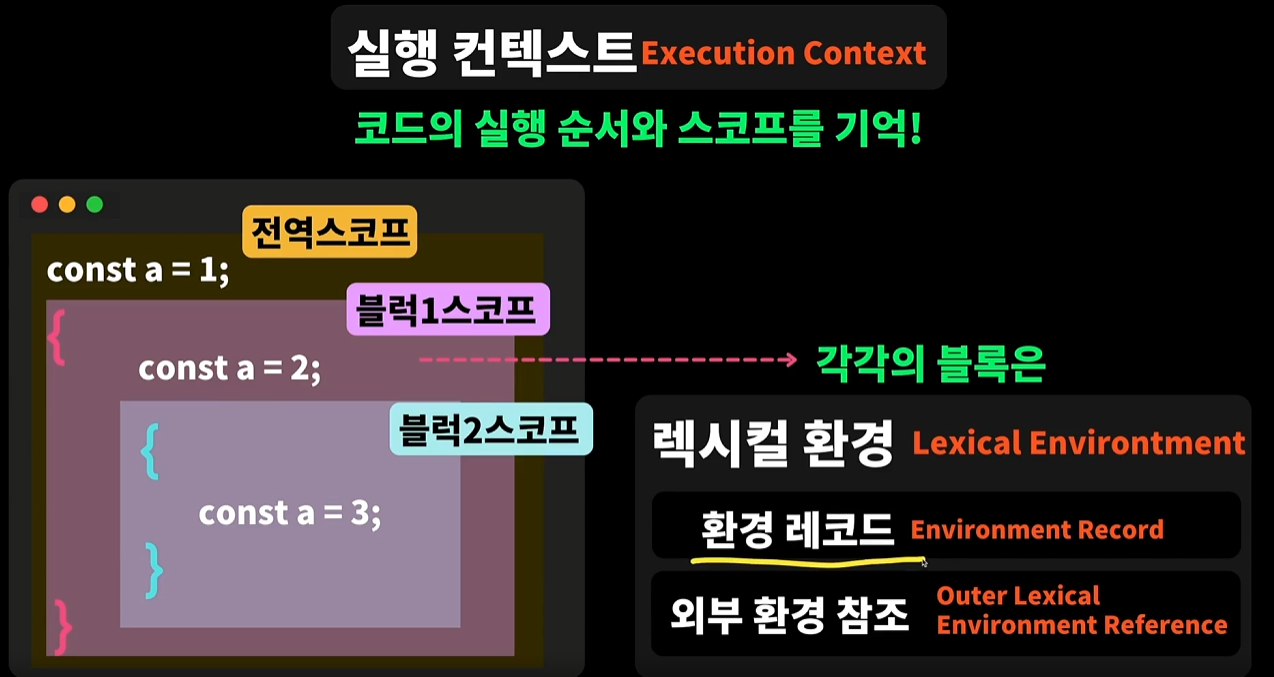 실행 컨텍스트 Execution Context
코드의 실행 순서와 스코프를 기억!
전역스코프
const a = 1;
블럭1스코프
{
const a = 2;
각각의 블록은
블럭2스코프
{
const a = 3;
}
}
렉시컬 환경 Lexical Environtment
환경 레코드 Environment Record
외부 환경 참조 Outer Lexical
Environment Reference